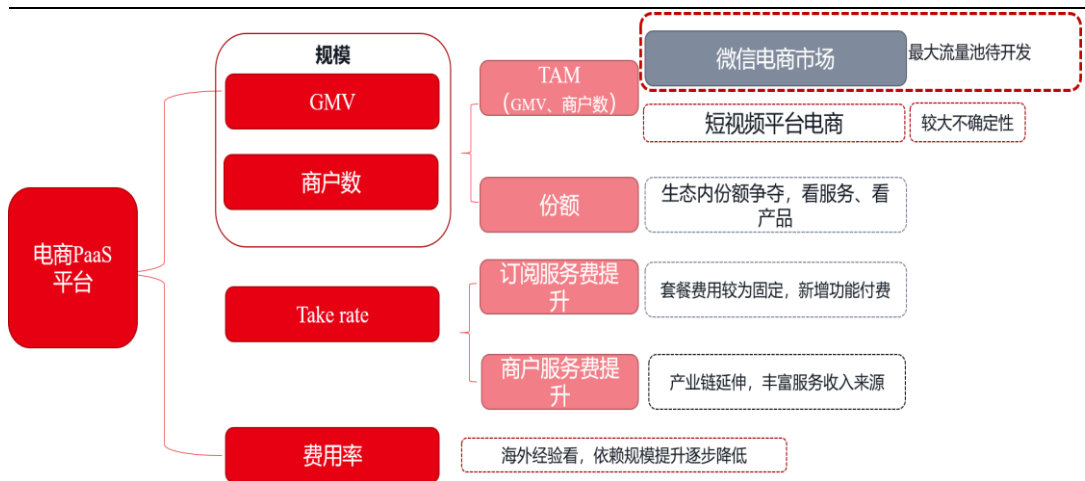 电商PaaS
平台
规模
GMV
商户数
TAM
（GMV、商户数）
微信电商市场
最大流量池待开发
短视频平台电商
较大不确定性
份额
生态内份额争夺，看服务、看
产品
Take rate
订阅服务费提
升
套餐费用较为固定，新增功能付费
商户服务费提
升
产业链延伸，丰富服务收入来源
费用率
海外经验看，依赖规模提升逐步降低